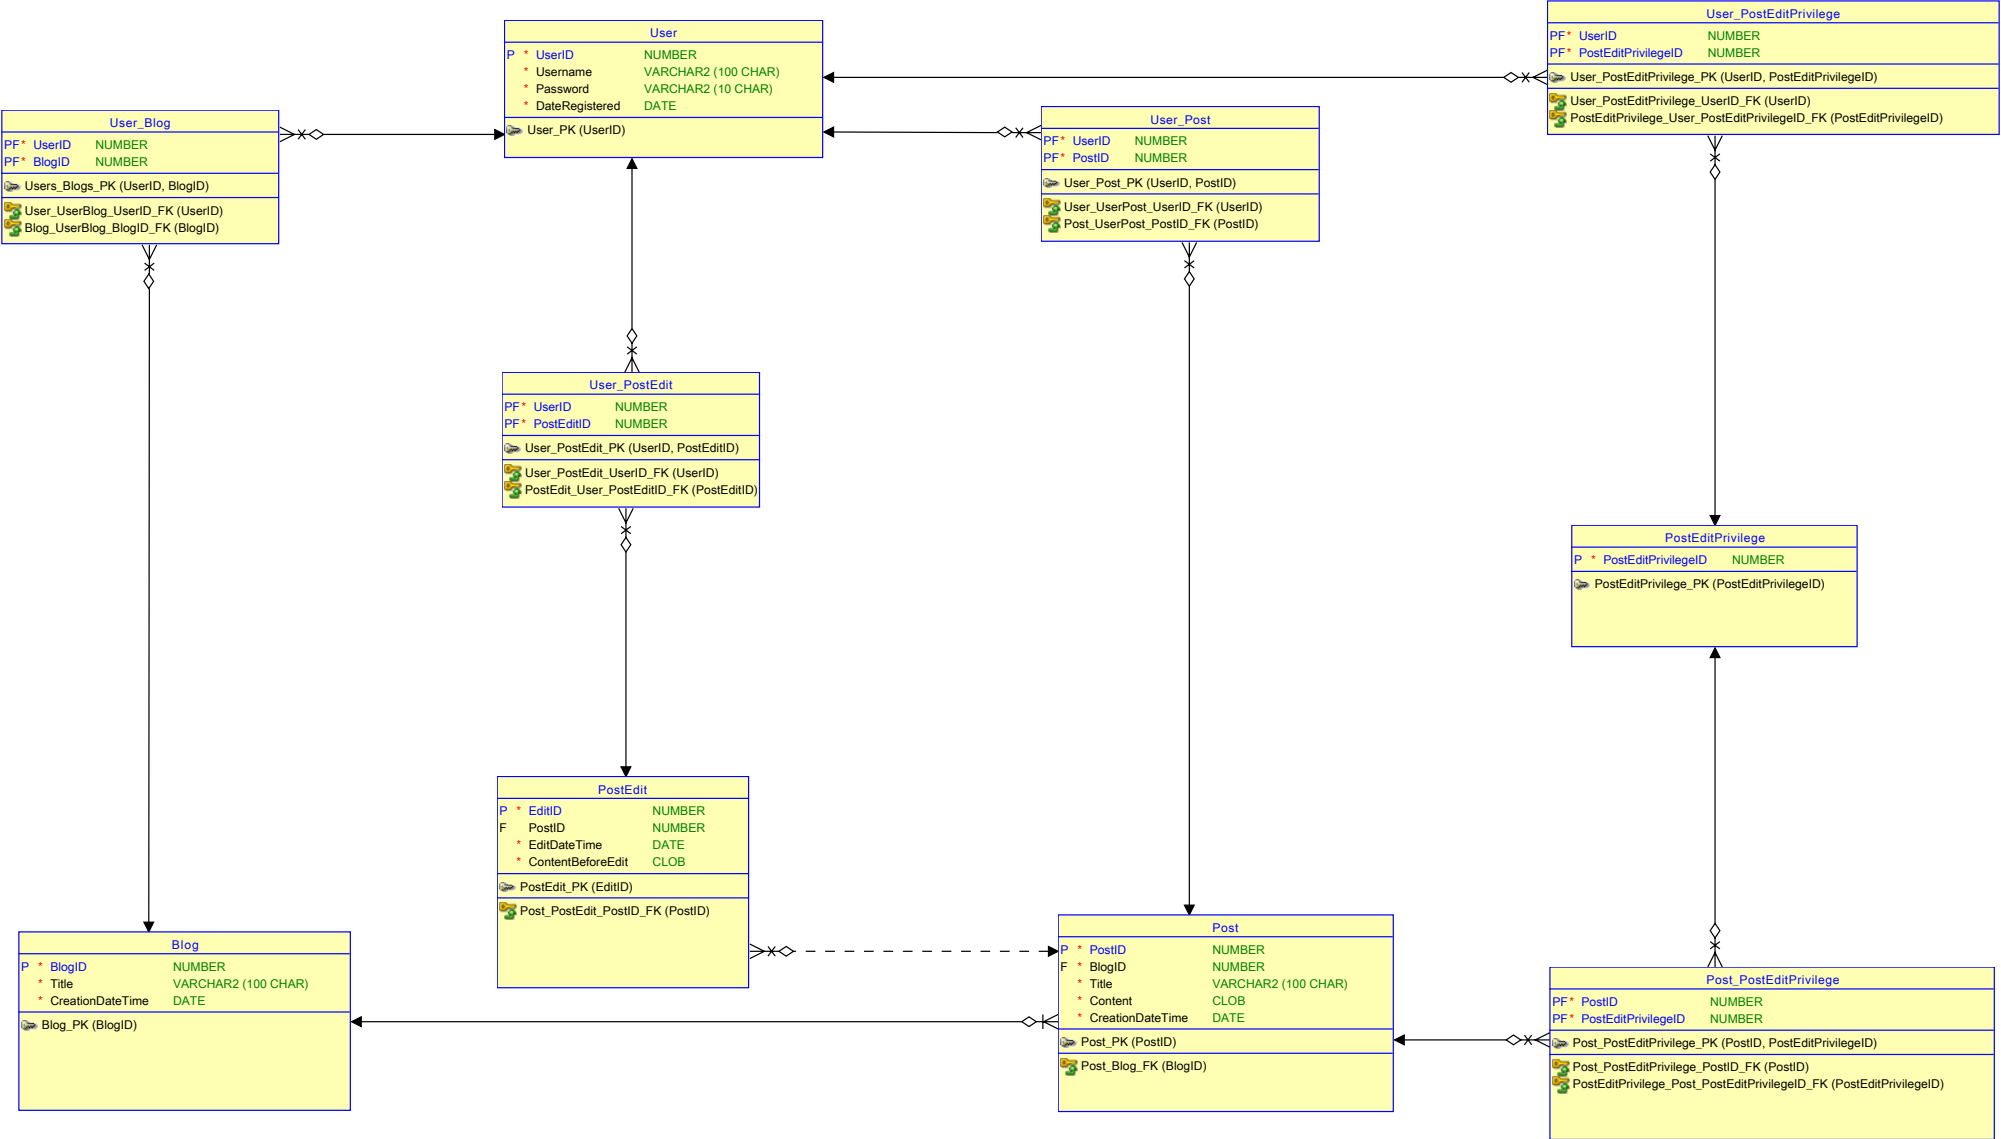 User
P * UserID NUMBER
* Username VARCHAR2 (100 CHAR)
* Password VARCHAR2 (10 CHAR)
* DateRegistered DATE
User_PK (UserID)
User_PostEditPrivilege
PF* UserID NUMBER
PF* PostEditPrivilegeID NUMBER
User_PostEditPrivilege_PK (UserID, PostEditPrivilegeID)
User_PostEditPrivilege_UserID_FK (UserID)
PostEditPrivilege_User_PostEditPrivilegeID_FK (PostEditPrivilegeID)
User_Blog
PF* UserID NUMBER
PF* BlogID NUMBER
Users_Blogs_PK (UserID, BlogID)
User_UserBlog_UserID_FK (UserID)
Blog_UserBlog_BlogID_FK (BlogID)
User_Post
PF* UserID NUMBER
PF* PostID NUMBER
User_Post_PK (UserID, PostID)
User_UserPost_UserID_FK (UserID)
Post_UserPost_PostID_FK (PostID)
User_PostEdit
PF* UserID NUMBER
PF* PostEditID NUMBER
User_PostEdit_PK (UserID, PostEditID)
User_PostEdit_UserID_FK (UserID)
PostEdit_User_PostEditID_FK (PostEditID)
PostEditPrivilege
P * PostEditPrivilegeID NUMBER
PostEditPrivilege_PK (PostEditPrivilegeID)
PostEdit
P * EditID NUMBER
F PostID NUMBER
* EditDateTime DATE
* ContentBeforeEdit CLOB
PostEdit_PK (EditID)
Post_PostEdit_PostID_FK (PostID)
Blog
P * BlogID NUMBER
* Title VARCHAR2 (100 CHAR)
* CreationDateTime DATE
Blog_PK (BlogID)
Post
P * PostID NUMBER
F * BlogID NUMBER
* Title VARCHAR2 (100 CHAR)
* Content CLOB
* CreationDateTime DATE
Post_PK (PostID)
Post_Blog_FK (BlogID)
Post_PostEditPrivilege
PF* PostID NUMBER
PF* PostEditPrivilegeID NUMBER
Post_PostEditPrivilege_PK (PostID, PostEditPrivilegeID)
Post_PostEditPrivilege_PostID_FK (PostID)
PostEditPrivilege_Post_PostEditPrivilegeID_FK (PostEditPrivilegeID)